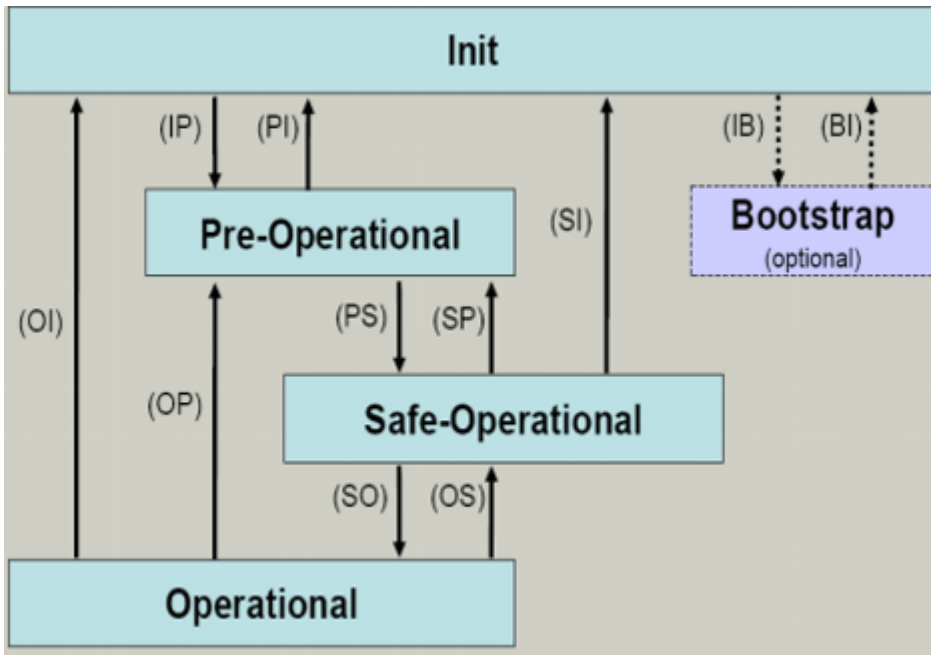 Init
(IP)
(PI)
(IB)
(BI)
Pre-Operational
(SI)
Bootstrap
(optional)
(OI)
(PS)
(SP)
(OP)
Safe-Operational
(SO)
(OS)
Operational